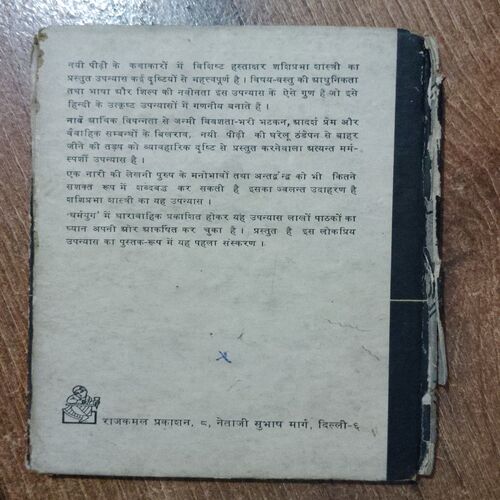 नयी पीढ़ी के कथाकारों में विशिष्ट हस्ताक्षर शशिप्रभा शास्त्री का
प्रस्तुत उपन्यास कई दृष्टियों से महत्त्वपूर्ण है । विषय-वस्तु की आधुनिकता
तथा भाषा और शिल्प की नवीनता इस उपन्यास के ऐसे गुण हैं जो इसे
हिन्दी के उत्कृष्ट उपन्यासों में गणनीय बनाते हैं ।
नावें आर्थिक विपन्नता से जन्मी विवशता-भरी भटकन, आदर्श प्रेम और
वैवाहिक सम्बन्धों के बिखराव, नयी पीढ़ी की घरेलू ठंडेपन से बाहर
जीने की तड़प को व्यावहारिक दृष्टि से प्रस्तुत करनेवाला अत्यन्त मर्म-
स्पर्शी उपन्यास है ।
एक नारी की लेखनी पुरुष के मनोभावों तथा अन्तर्द्वन्द्व को भी कितने
सशक्त रूप में शब्दबद्ध कर सकती है इसका ज्वलन्त उदाहरण है
शशिप्रभा शास्त्री का यह उपन्यास ।
'धर्मयुग' में धारावाहिक प्रकाशित होकर यह उपन्यास लाखों पाठकों का
ध्यान अपनी ओर आकर्षित कर चुका है । प्रस्तुत है इस लोकप्रिय
उपन्यास का पुस्तक-रूप में यह पहला संस्करण ।
राजकमल प्रकाशन, ८, नेताजी सुभाष मार्ग, दिल्ली-६